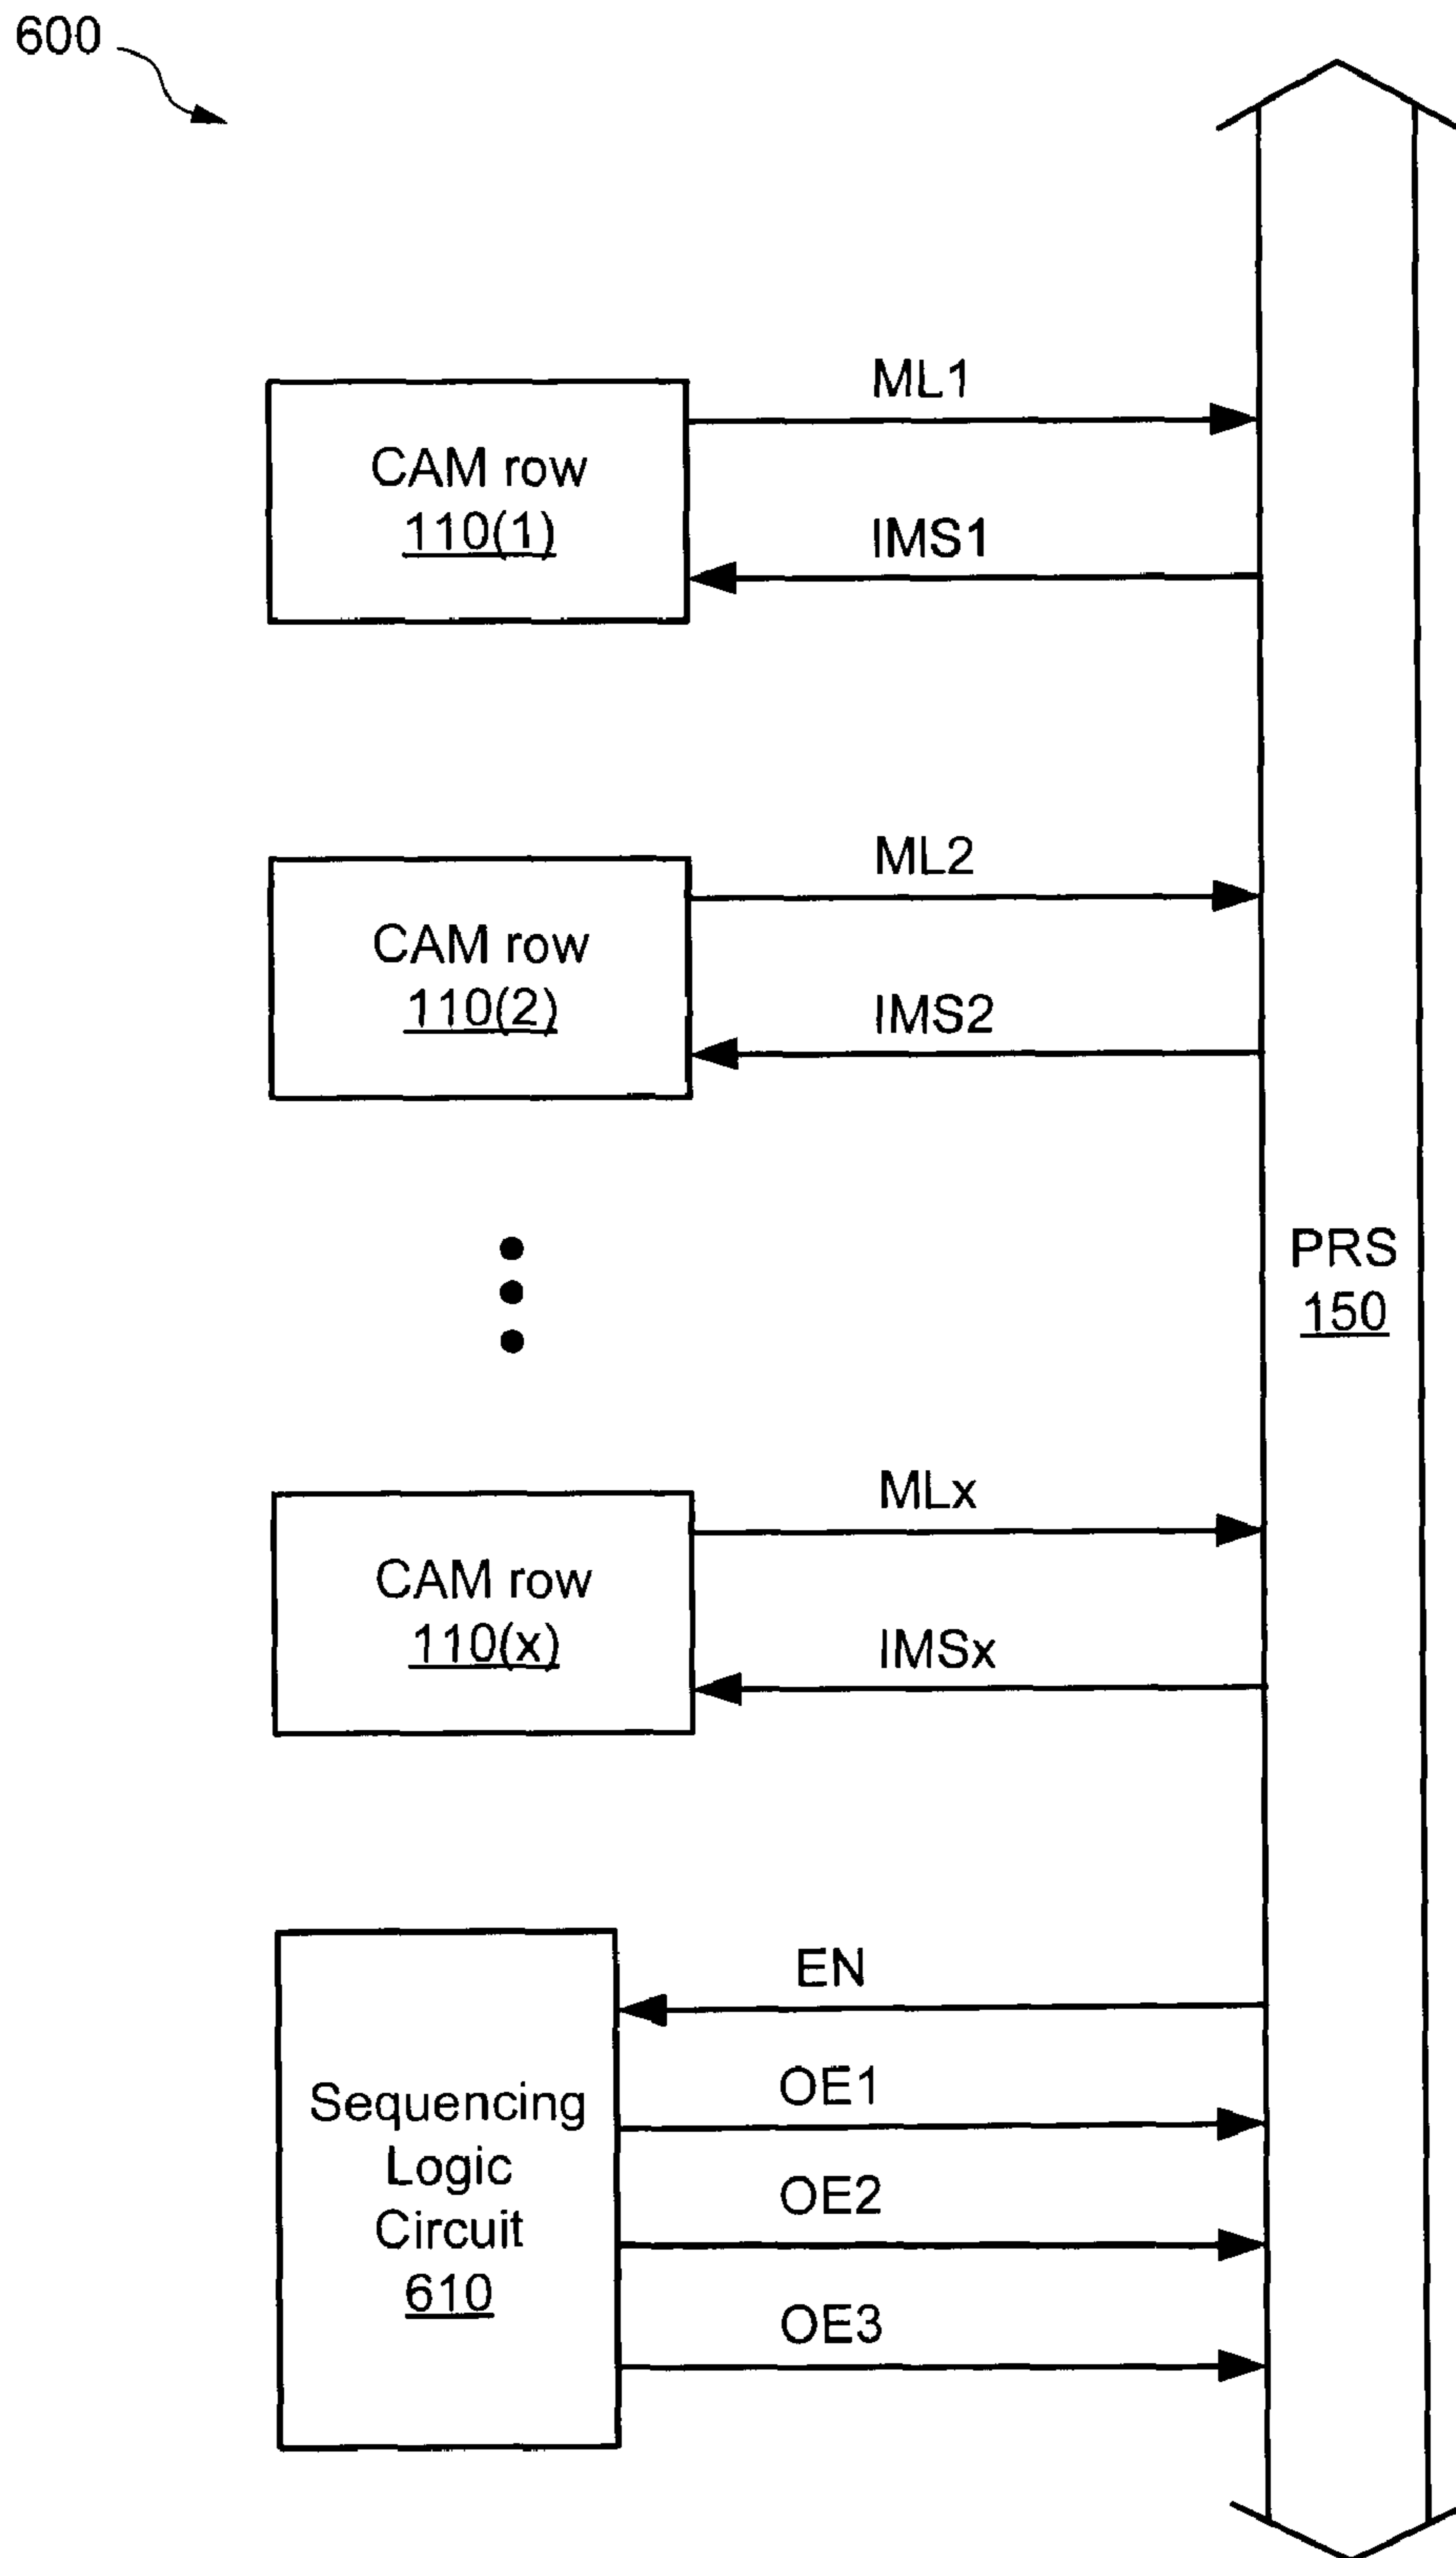 600
ML1
CAM row
110(1)
IMS1
ML2
CAM row
110(2)
IMS2
PRS
150
MLx
CAM row
110(x)
IMSx
EN
OE1
Sequencing
Logic
Circuit
610
OE2
OE3